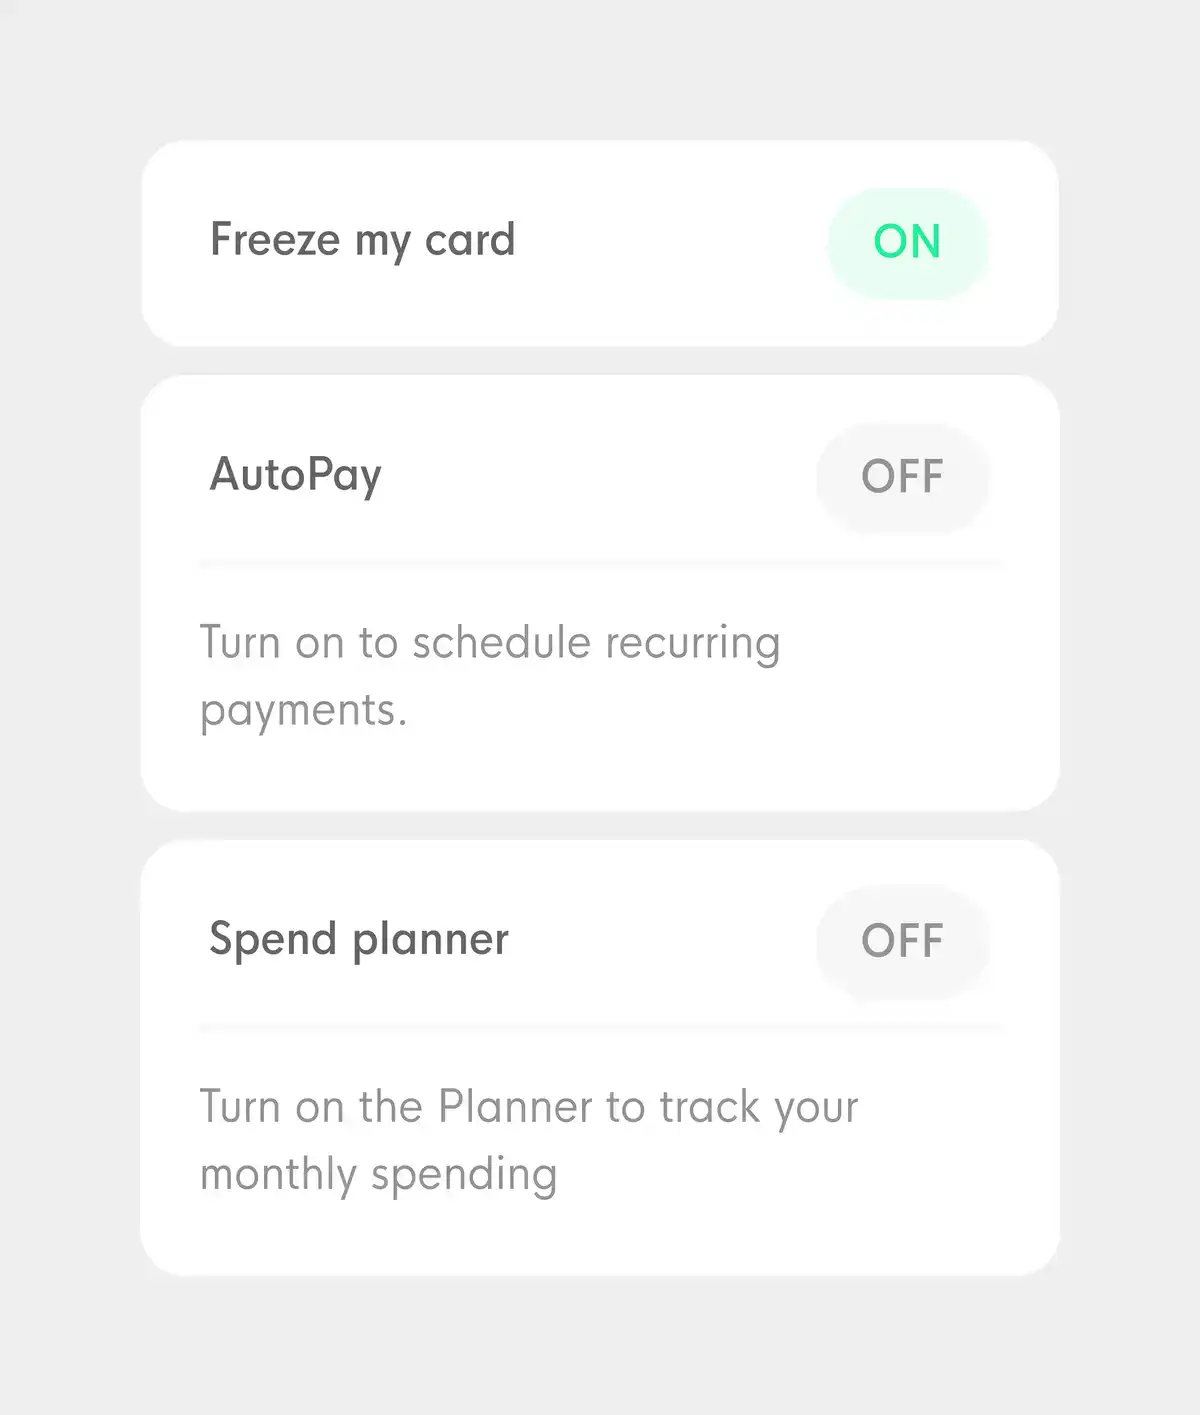 Freeze my card
ON
AutoPay
OFF
Turn on to schedule recurring
payments.
Spend planner
OFF
Turn on the Planner to track your
monthly spending